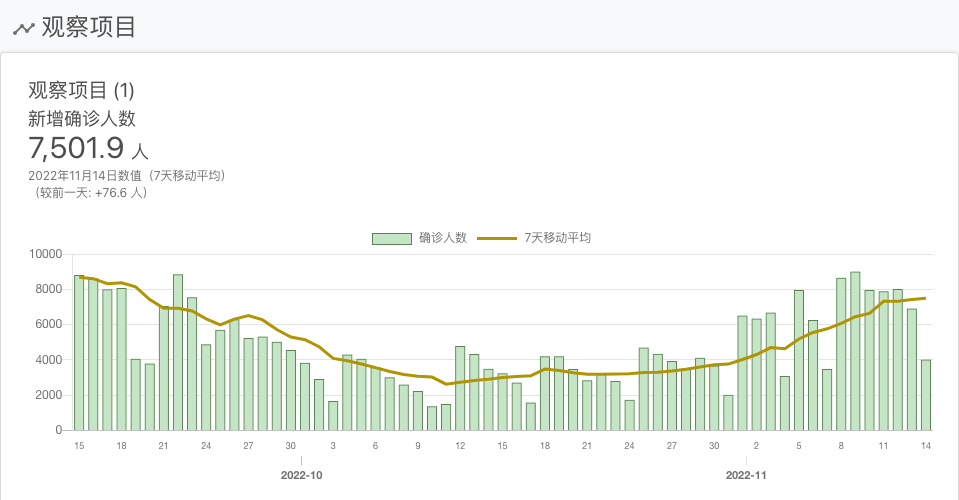 观察项目
观察项目 (1)
新增确诊人数
7,501.9 人
2022年11月14日数值（7天移动平均）
（较前一天: +76.6 人）
确诊人数 7天移动平均
10000
8000
6000
4000
2000
0
15 18 21 24 27 30 3 6 9 12 15 18 21 24 27 30 2 5 8 11 14
2022-10 2022-11